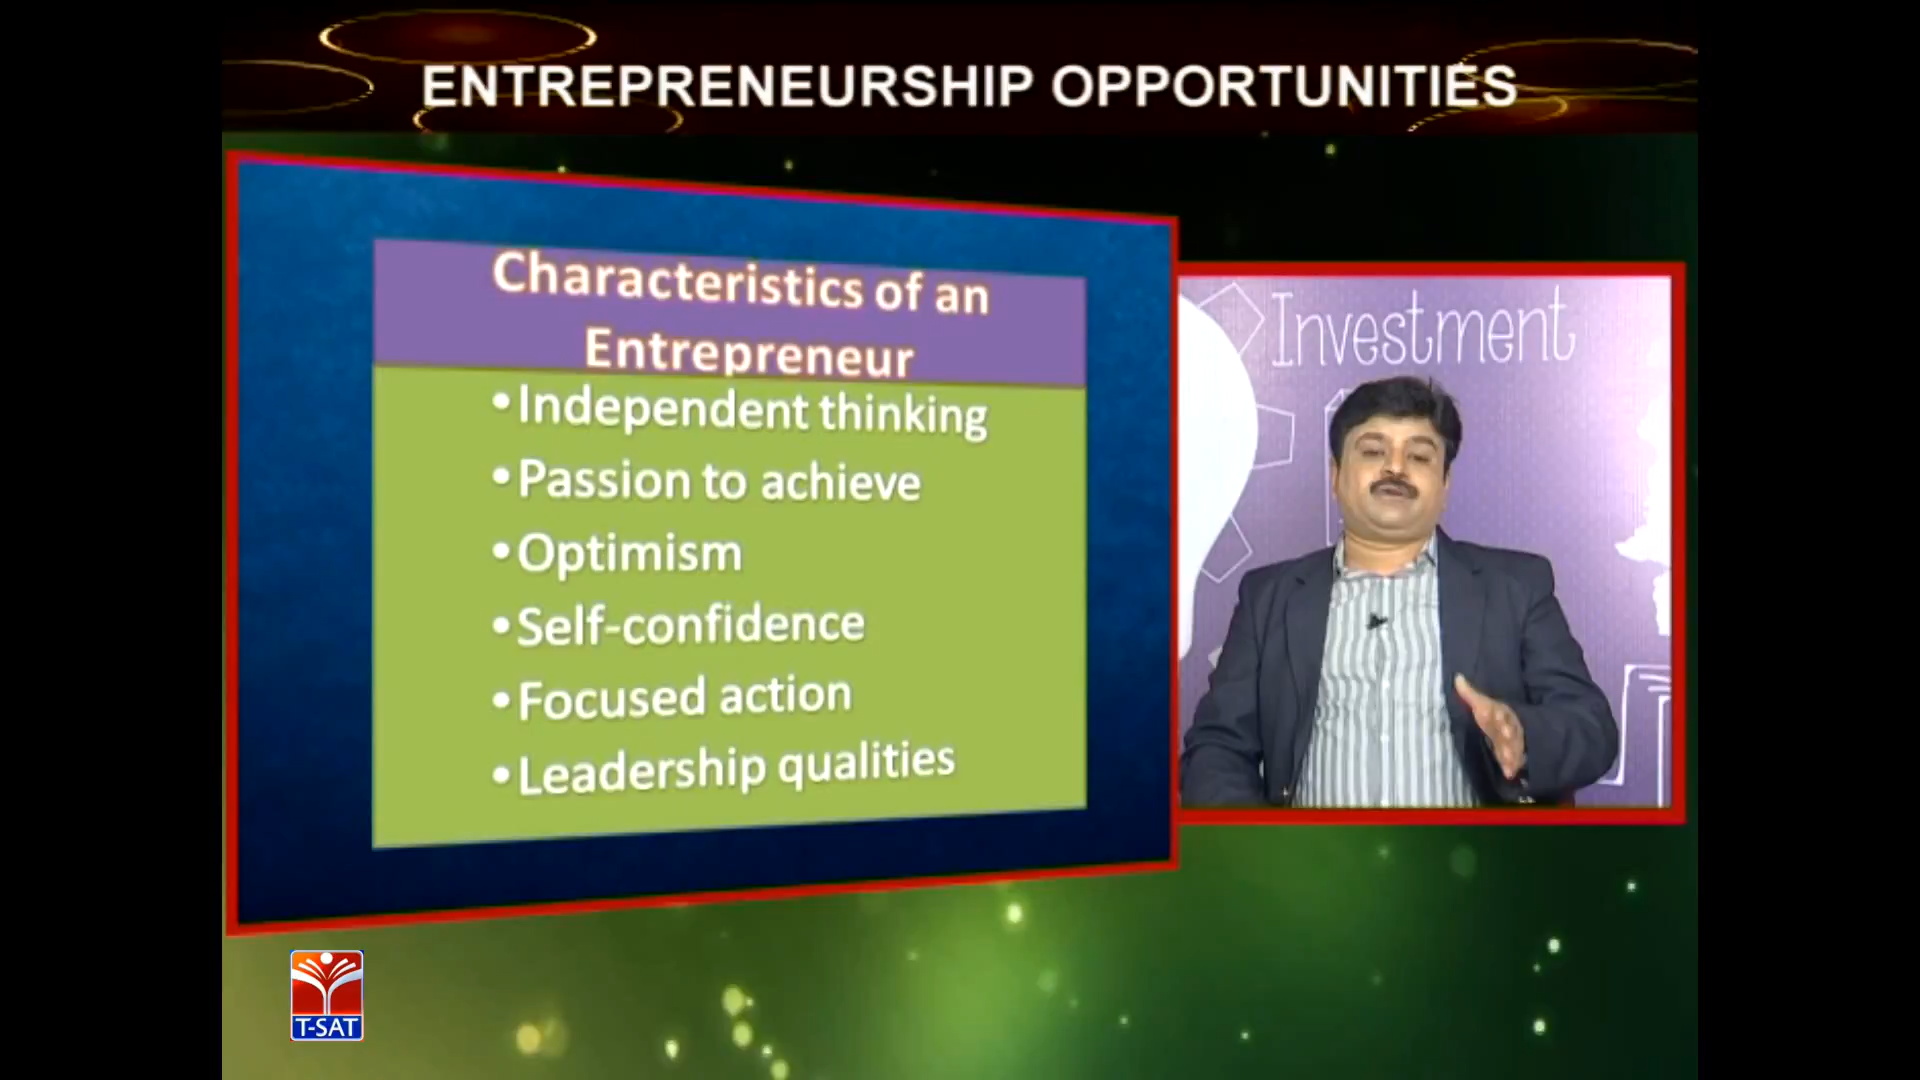 ENTREPRENEURSHIP OPPORTUNITIES
Characteristics of an
Entrepreneur
•Independent thinking
•Passion to achieve
•Optimism
•Self-confidence
•Focused action
•Leadership qualities
Investment
T-SAT